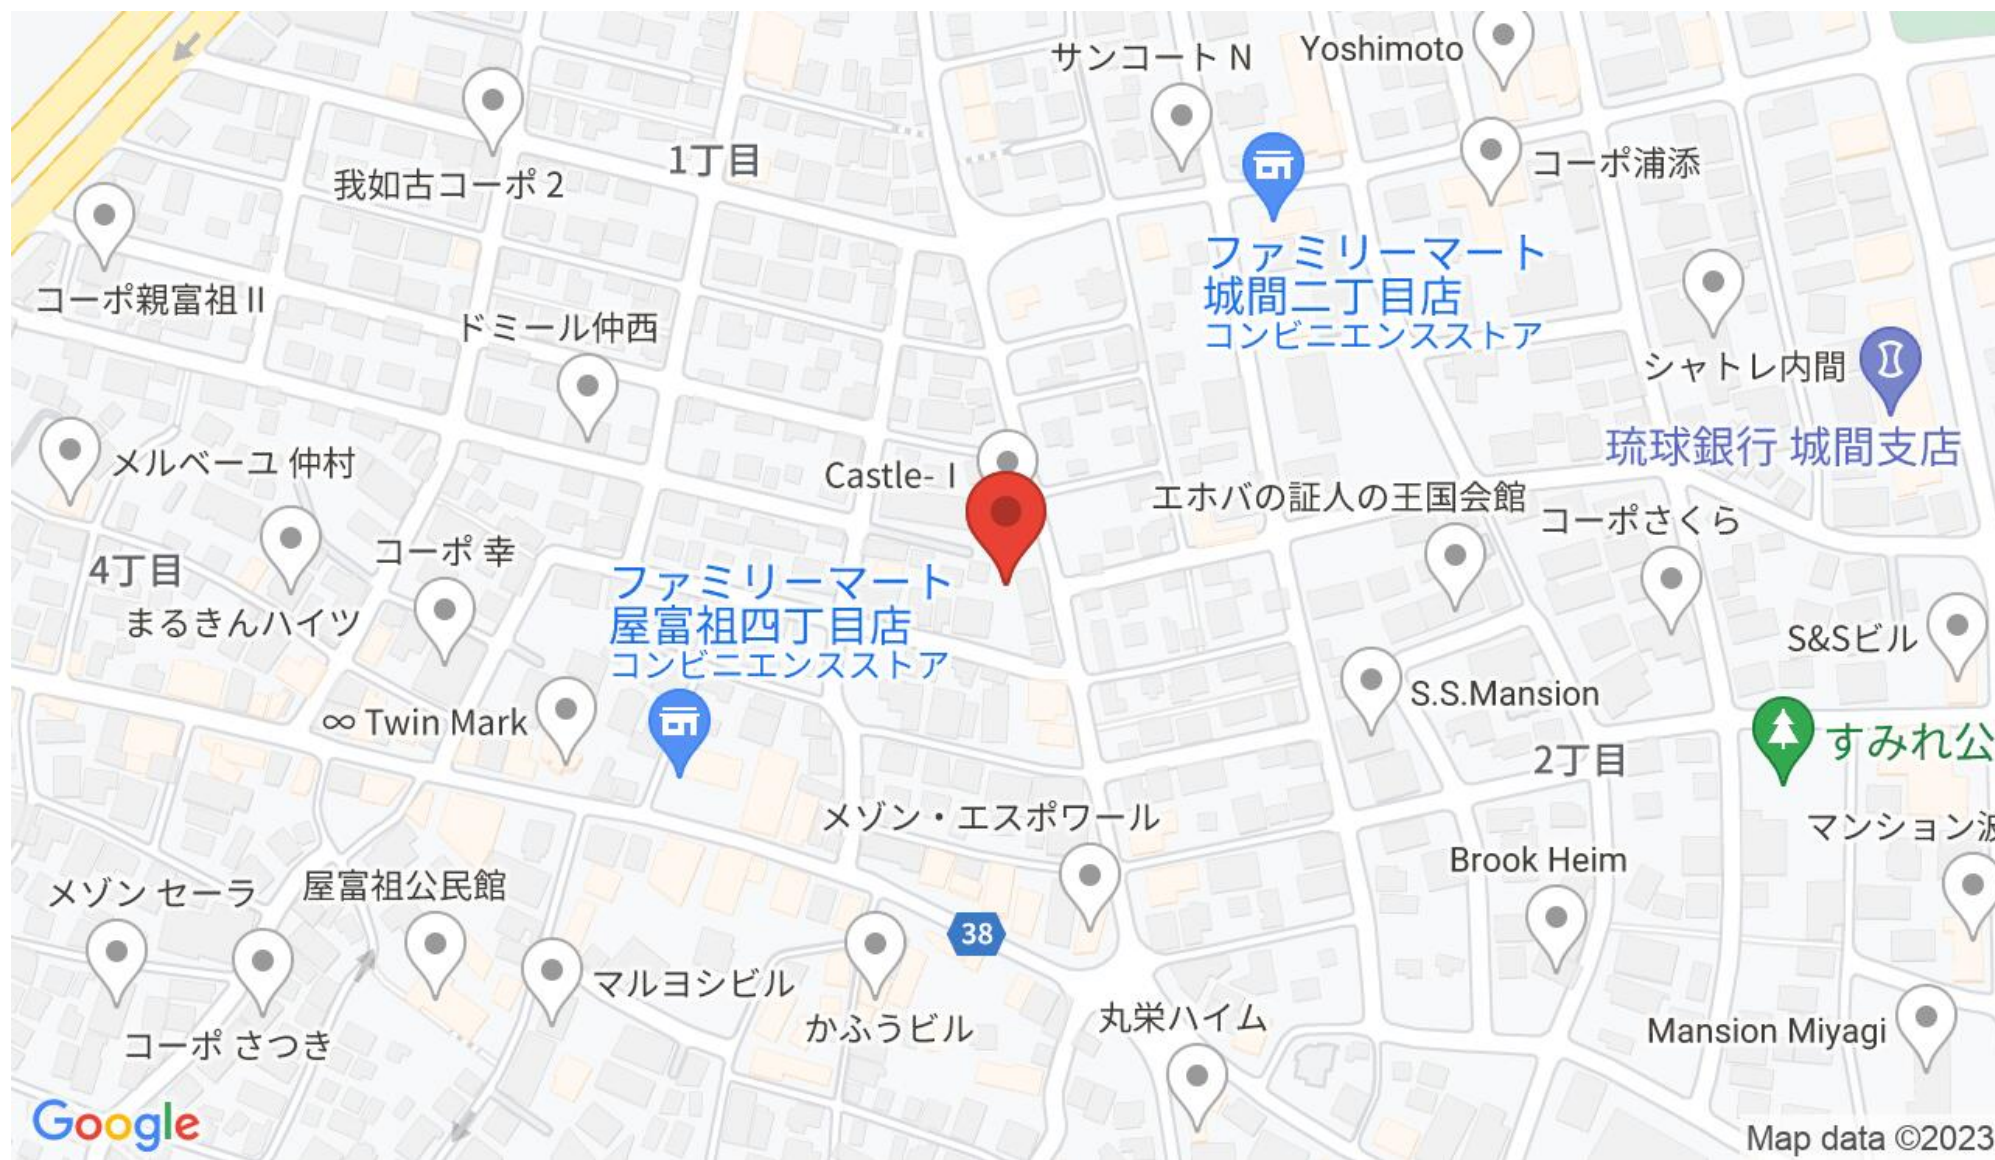 サンコート N
Yoshimoto
1丁目
我如古コーポ 2
コーポ浦添
ファミリーマート
城間二丁目店
コンビニエンスストア
コーポ親富祖 II
ドミール仲西
シャトレ内間
琉球銀行 城間支店
メルベーユ 仲村
Castle- I
エホバの証人の王国会館
コーポさくら
4丁目
コーポ 幸
ファミリーマート
屋富祖四丁目店
コンビニエンスストア
まるきんハイツ
S&Sビル
S.S.Mansion
∞ Twin Mark
すみれ公
2丁目
メゾン・エスポワール
マンション波
Brook Heim
メゾン セーラ
屋富祖公民館
38
マルヨシビル
かふうビル
丸栄ハイム
Mansion Miyagi
コーポ さつき
Google
Map data ©2023